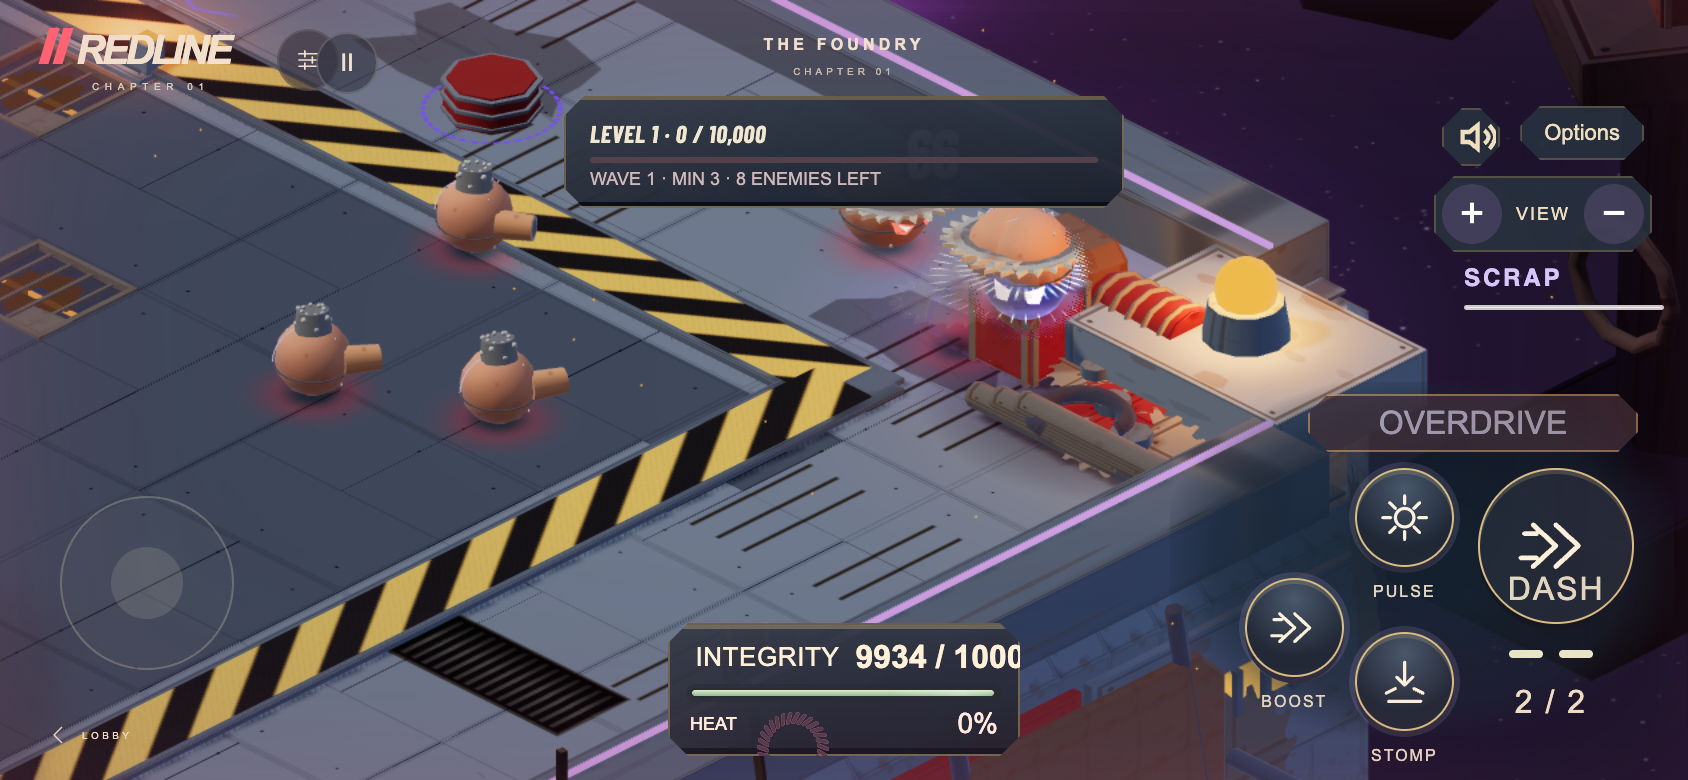 REDLINE
CHAPTER 01
THE FOUNDRY
CHAPTER 01
LEVEL 1 · 0 / 10,000
66
WAVE 1 · MIN 3 · 8 ENEMIES LEFT
Options
+ VIEW −
SCRAP
OVERDRIVE
PULSE
DASH
BOOST
2 / 2
STOMP
INTEGRITY 9934 / 1000
HEAT 0%
LOBBY